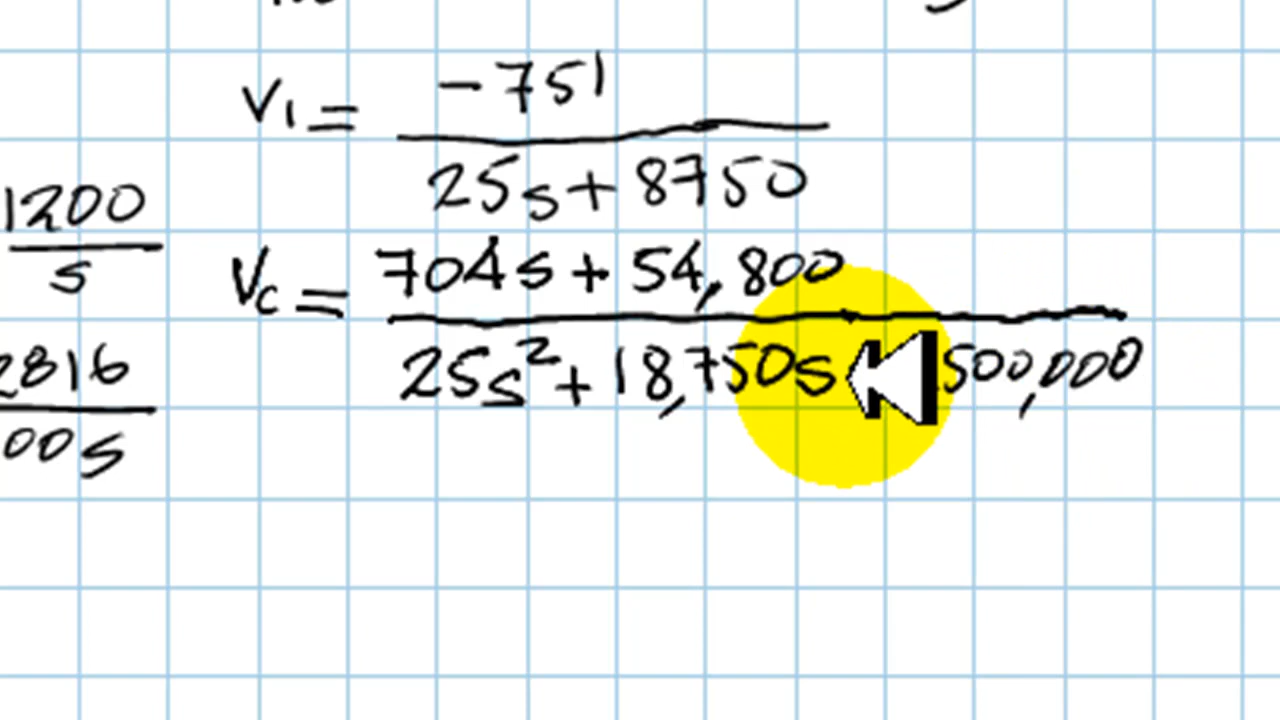 V1 = -751
25s + 8750
1200
s
Vc = 704s + 54,800
25s² + 18,750s 500,000
2816
00s